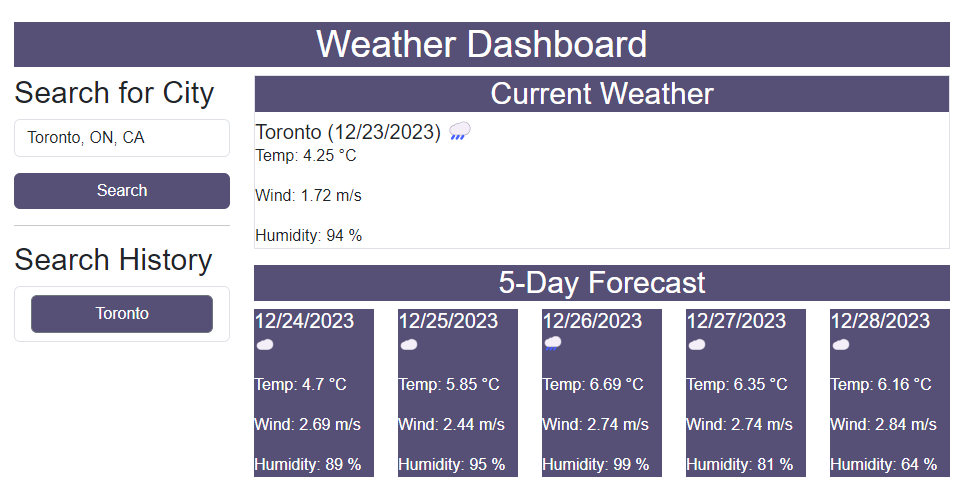 Weather Dashboard
Search for City
Toronto, ON, CA
Search
Search History
Toronto
Current Weather
Toronto (12/23/2023)
Temp: 4.25 °C
Wind: 1.72 m/s
Humidity: 94 %
5-Day Forecast
12/24/2023
Temp: 4.7 °C
Wind: 2.69 m/s
Humidity: 89 %
12/25/2023
Temp: 5.85 °C
Wind: 2.44 m/s
Humidity: 95 %
12/26/2023
Temp: 6.69 °C
Wind: 2.74 m/s
Humidity: 99 %
12/27/2023
Temp: 6.35 °C
Wind: 2.74 m/s
Humidity: 81 %
12/28/2023
Temp: 6.16 °C
Wind: 2.84 m/s
Humidity: 64 %